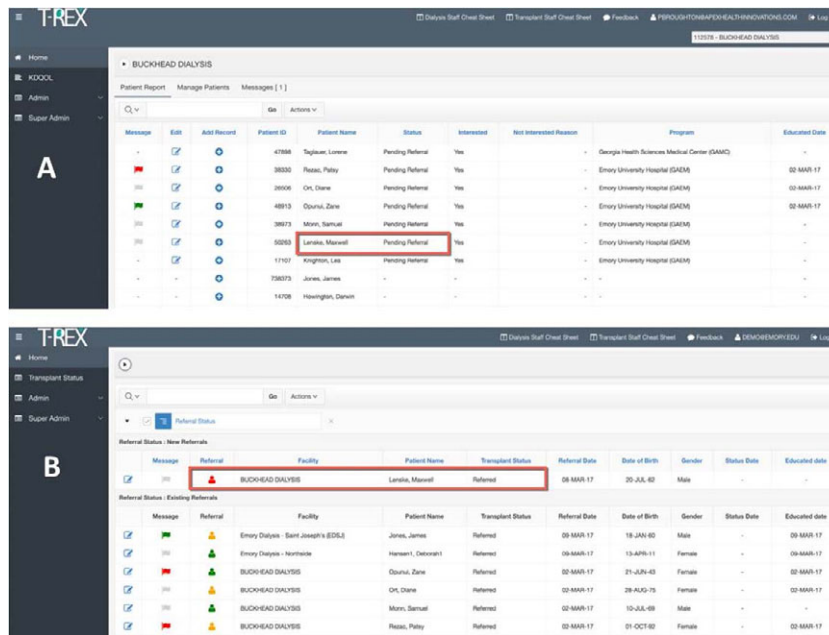 T-REX
Dialysis Staff Cheat Sheet Transplant Staff Cheat Sheet Feedback PBROUGHTON@APEXHEALTHINNOVATIONS.COM Log
112578 - BUCKHEAD DIALYSIS
Home
KDQOL
Admin
Super Admin
A
BUCKHEAD DIALYSIS
Patient Report Manage Patients Messages [ 1 ]
Go Actions
Message Edit Add Record Patient ID Patient Name Status Interested Not Interested Reason Program Educated Date
- 47898 Taglauer, Lorene Pending Referral Yes - Georgia Health Sciences Medical Center (GAMC) -
38330 Rezac, Patsy Pending Referral Yes - Emory University Hospital (GAEM) 02-MAR-17
26506 Ort, Diane Pending Referral Yes - Emory University Hospital (GAEM) 02-MAR-17
48913 Opunui, Zane Pending Referral Yes - Emory University Hospital (GAEM) 02-MAR-17
38973 Monn, Samuel Pending Referral Yes - Emory University Hospital (GAEM) -
50263 Lenske, Maxwell Pending Referral Yes - Emory University Hospital (GAEM) -
- 17107 Knighton, Lea Pending Referral Yes - Emory University Hospital (GAEM) -
- - 738373 Jones, James - - - - -
- - 14708 Howington, Darwin - - - - -
T-REX
Dialysis Staff Cheat Sheet Transplant Staff Cheat Sheet Feedback DEMO@EMORY.EDU Log
Home
Transplant Status
Admin
Super Admin
B
Go Actions
Referral Status
Referral Status : New Referrals
Message Referral Facility Patient Name Transplant Status Referral Date Date of Birth Gender Status Date Educated date
BUCKHEAD DIALYSIS Lenske, Maxwell Referred 08-MAR-17 20-JUL-62 Male - -
Referral Status : Existing Referrals
Message Referral Facility Patient Name Transplant Status Referral Date Date of Birth Gender Status Date Educated date
Emory Dialysis - Saint Joseph's (EDSJ) Jones, James Referred 09-MAR-17 18-JAN-60 Male - 09-MAR-17
Emory Dialysis - Northside Hansen1, Deborah1 Referred 09-MAR-17 13-APR-11 Female - 09-MAR-17
BUCKHEAD DIALYSIS Opunui, Zane Referred 02-MAR-17 21-JUN-43 Female - 02-MAR-17
BUCKHEAD DIALYSIS Ort, Diane Referred 02-MAR-17 28-AUG-75 Female - 02-MAR-17
BUCKHEAD DIALYSIS Monn, Samuel Referred 02-MAR-17 10-JUL-69 Male - -
BUCKHEAD DIALYSIS Rezac, Patsy Referred 02-MAR-17 01-OCT-50 Female - 02-MAR-17